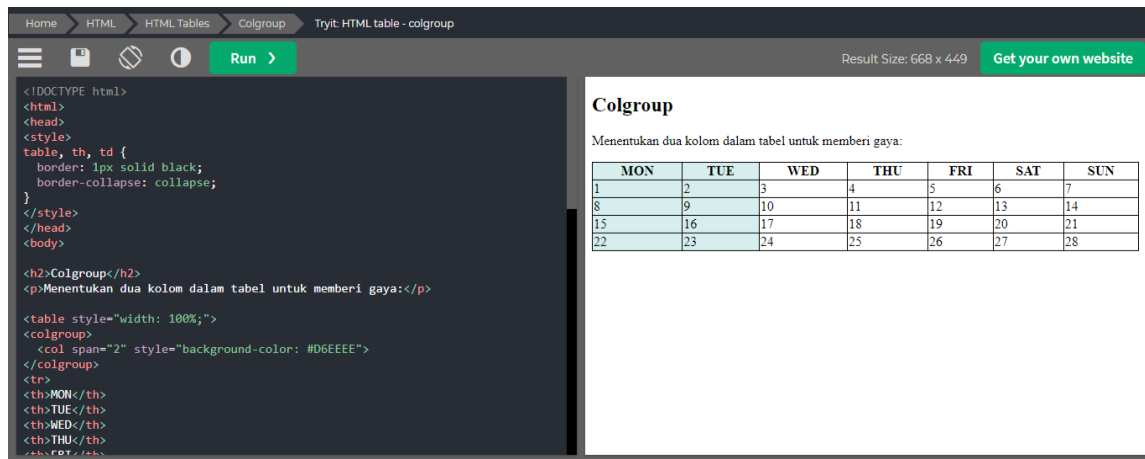 Home HTML HTML Tables Colgroup Tryit: HTML table - colgroup
Run ❯ Result Size: 668 x 449 Get your own website
<!DOCTYPE html>
<html>
<head>
<style>
table, th, td {
  border: 1px solid black;
  border-collapse: collapse;
}
</style>
</head>
<body>
<h2>Colgroup</h2>
<p>Menentukan dua kolom dalam tabel untuk memberi gaya:</p>
<table style="width: 100%;">
<colgroup>
  <col span="2" style="background-color: #D6EEEE">
</colgroup>
<tr>
<th>MON</th>
<th>TUE</th>
<th>WED</th>
<th>THU</th>
<th>FRI</th>
Colgroup
Menentukan dua kolom dalam tabel untuk memberi gaya:
MON TUE WED THU FRI SAT SUN
1 2 3 4 5 6 7
8 9 10 11 12 13 14
15 16 17 18 19 20 21
22 23 24 25 26 27 28